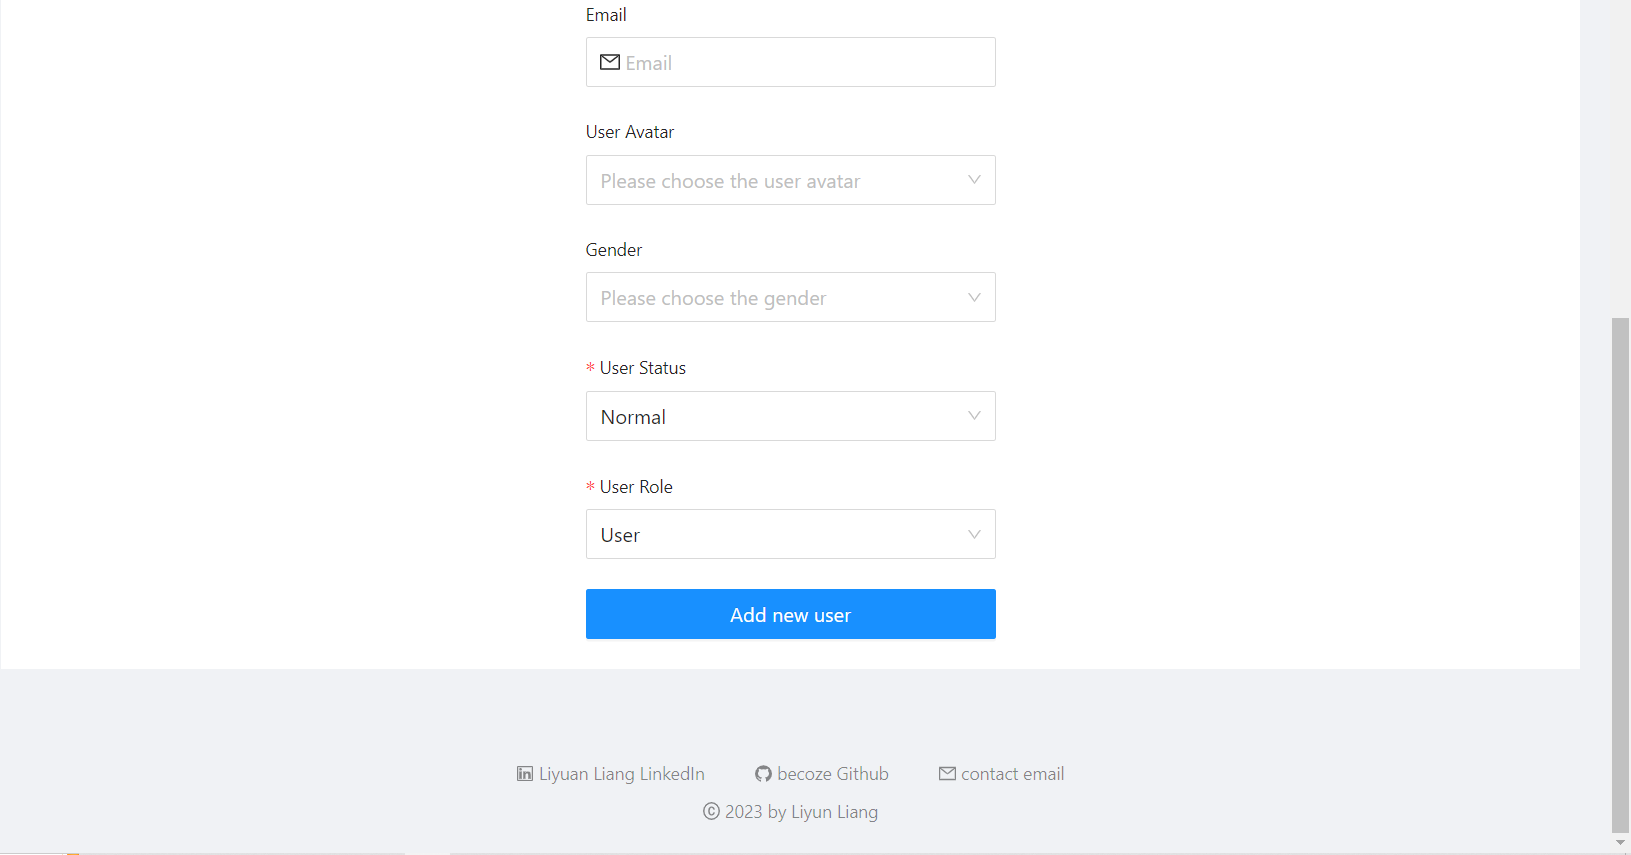 Email
Email
User Avatar
Please choose the user avatar
Gender
Please choose the gender
* User Status
Normal
* User Role
User
Add new user
Liyuan Liang LinkedIn becoze Github contact email
© 2023 by Liyun Liang